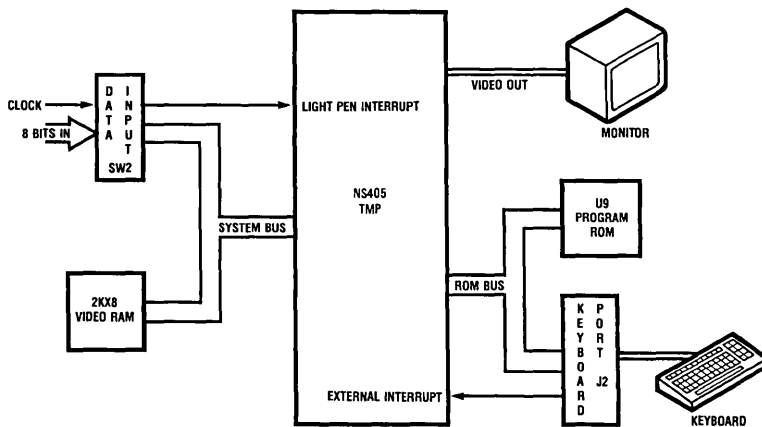 CLOCK
8 BITS IN
DATA
INPUT
SW2
LIGHT PEN INTERRUPT
VIDEO OUT
MONITOR
NS405
TMP
SYSTEM BUS
U9
PROGRAM
ROM
ROM BUS
2KX8
VIDEO RAM
KEYBOARD
PORT
J2
EXTERNAL INTERRUPT
KEYBOARD